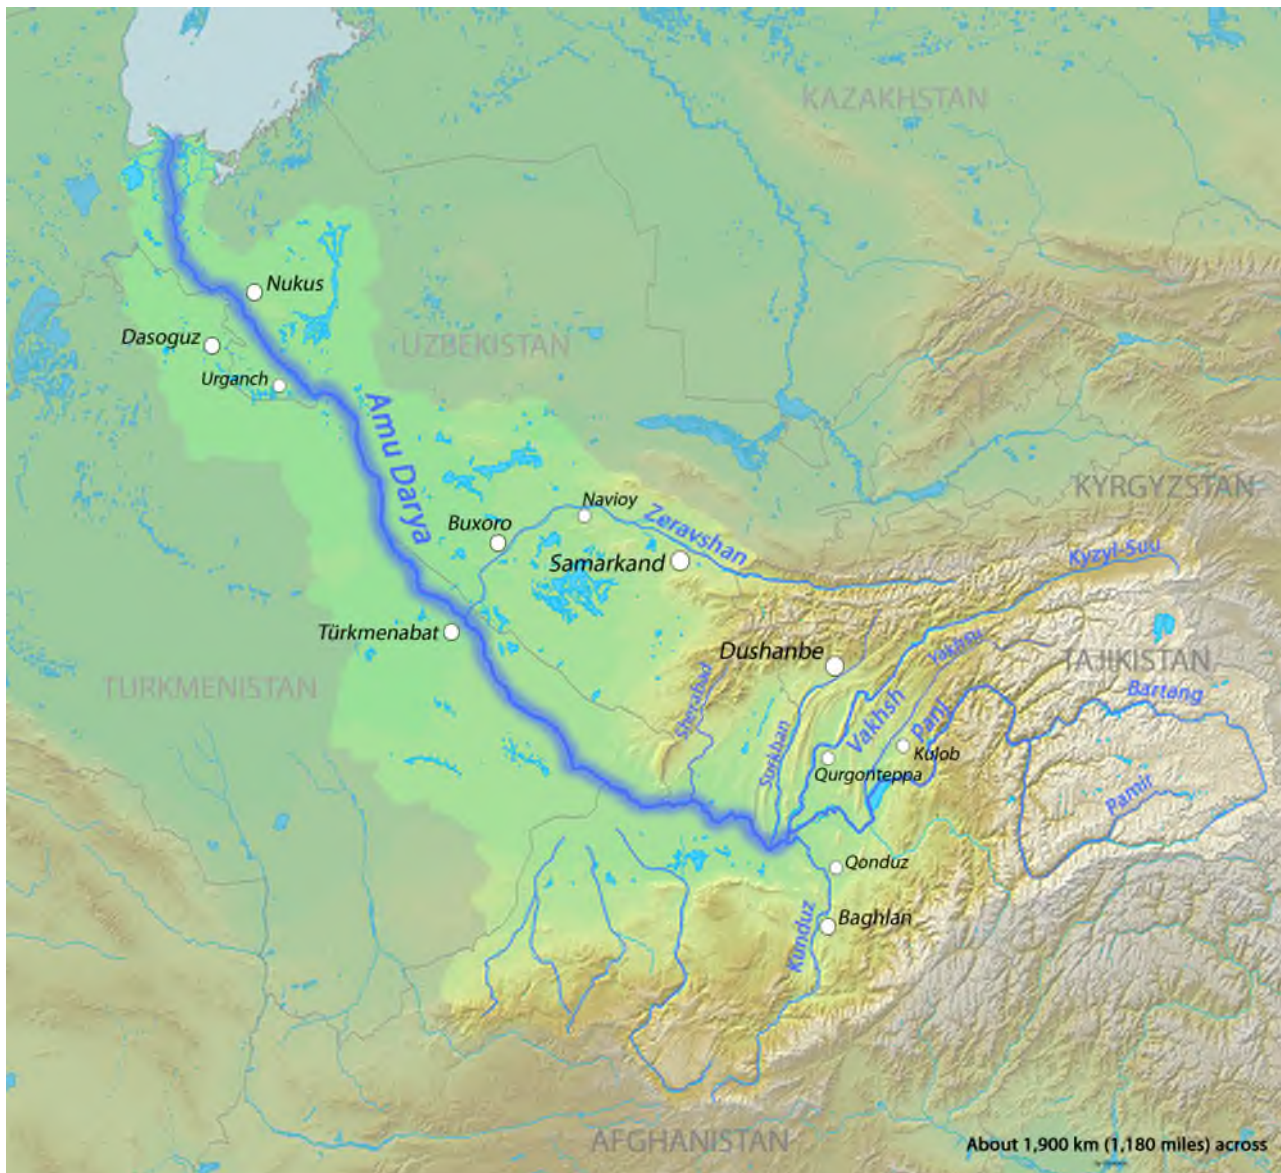 KAZAKHSTAN
Nukus
Dasoguz
UZBEKISTAN
Urganch
Amu Darya
KYRGYZSTAN
Navioy
Zeravshan
Buxoro
Kyzyl-Suu
Samarkand
Türkmenabat
Dushanbe
Yakhsu
TAJIKISTAN
TURKMENISTAN
Sherabad
Bartang
Vakhsh
Panj
Surkhan
Kulob
Qurgonteppa
Pamir
Qonduz
Baghlan
Kunduz
AFGHANISTAN
About 1,900 km (1,180 miles) across